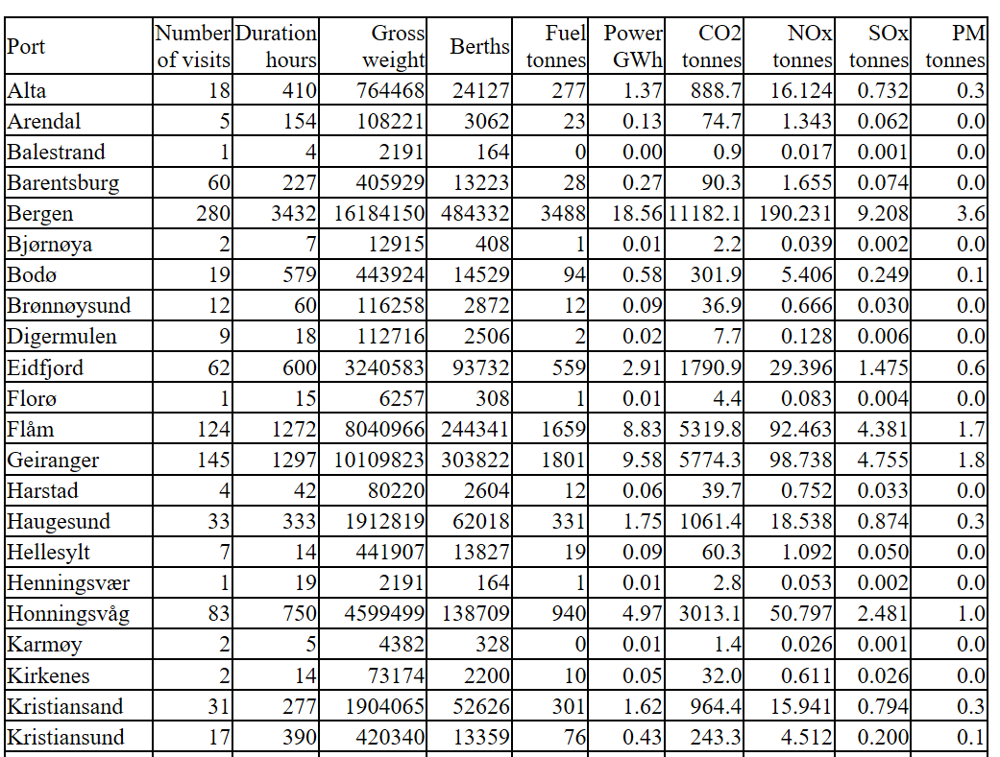 Port Number of visits Duration hours Gross weight Berths Fuel tonnes Power GWh CO2 tonnes NOx tonnes SOx tonnes PM tonnes
Alta 18 410 764468 24127 277 1.37 888.7 16.124 0.732 0.3
Arendal 5 154 108221 3062 23 0.13 74.7 1.343 0.062 0.0
Balestrand 1 4 2191 164 0 0.00 0.9 0.017 0.001 0.0
Barentsburg 60 227 405929 13223 28 0.27 90.3 1.655 0.074 0.0
Bergen 280 3432 16184150 484332 3488 18.56 11182.1 190.231 9.208 3.6
Bjørnøya 2 7 12915 408 1 0.01 2.2 0.039 0.002 0.0
Bodø 19 579 443924 14529 94 0.58 301.9 5.406 0.249 0.1
Brønnøysund 12 60 116258 2872 12 0.09 36.9 0.666 0.030 0.0
Digermulen 9 18 112716 2506 2 0.02 7.7 0.128 0.006 0.0
Eidfjord 62 600 3240583 93732 559 2.91 1790.9 29.396 1.475 0.6
Florø 1 15 6257 308 1 0.01 4.4 0.083 0.004 0.0
Flåm 124 1272 8040966 244341 1659 8.83 5319.8 92.463 4.381 1.7
Geiranger 145 1297 10109823 303822 1801 9.58 5774.3 98.738 4.755 1.8
Harstad 4 42 80220 2604 12 0.06 39.7 0.752 0.033 0.0
Haugesund 33 333 1912819 62018 331 1.75 1061.4 18.538 0.874 0.3
Hellesylt 7 14 441907 13827 19 0.09 60.3 1.092 0.050 0.0
Henningsvær 1 19 2191 164 1 0.01 2.8 0.053 0.002 0.0
Honningsvåg 83 750 4599499 138709 940 4.97 3013.1 50.797 2.481 1.0
Karmøy 2 5 4382 328 0 0.01 1.4 0.026 0.001 0.0
Kirkenes 2 14 73174 2200 10 0.05 32.0 0.611 0.026 0.0
Kristiansand 31 277 1904065 52626 301 1.62 964.4 15.941 0.794 0.3
Kristiansund 17 390 420340 13359 76 0.43 243.3 4.512 0.200 0.1